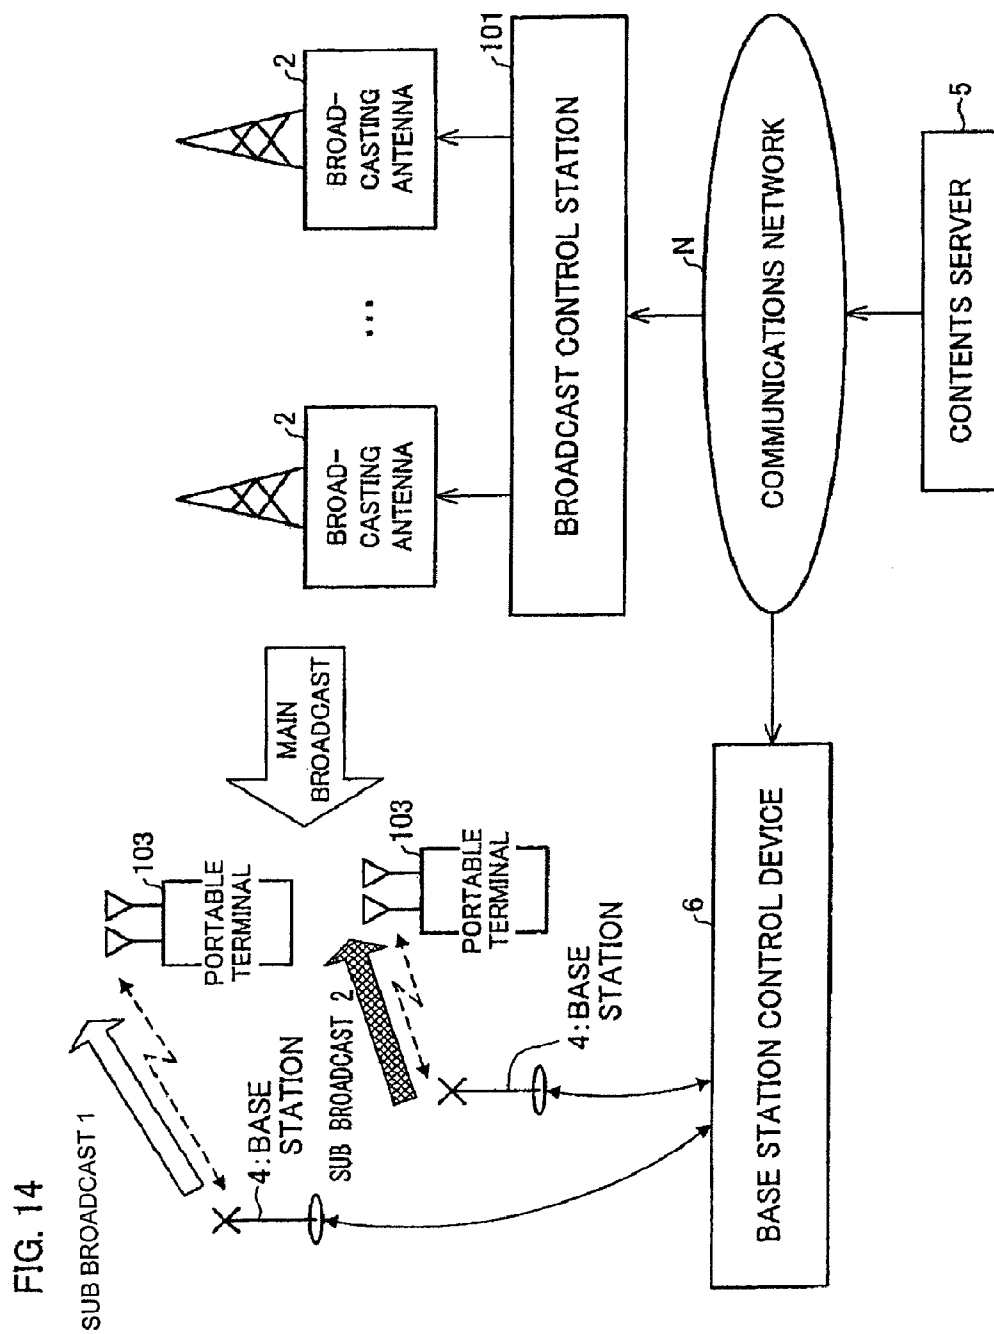 FIG. 14
SUB BROADCAST 1
4:BASE
STATION
SUB BROADCAST 2
4:BASE
STATION
103
PORTABLE
TERMINAL
103
PORTABLE
TERMINAL
MAIN
BROADCAST
2
BROAD-
CASTING
ANTENNA
...
2
BROAD-
CASTING
ANTENNA
101
BROADCAST CONTROL STATION
N
COMMUNICATIONS NETWORK
6
BASE STATION CONTROL DEVICE
5
CONTENTS SERVER